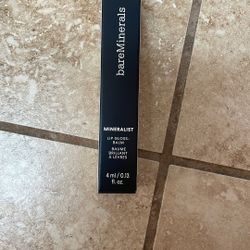 bareMinerals
MINERALIST
LIP GLOSS-
BALM
BAUME
BRILLANT
À LÈVRES
4 ml / 0.13
fl. oz.